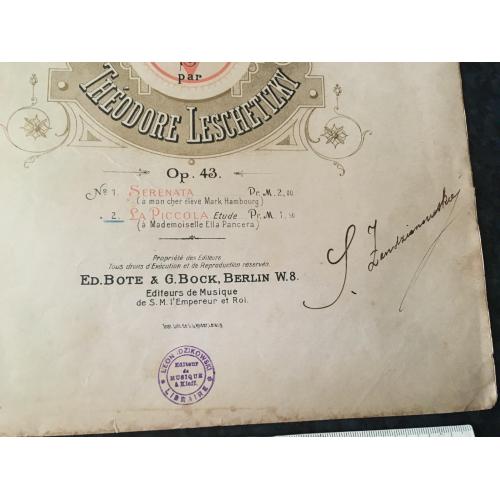 par
THÉODORE LESCHETIZKY
Op. 43.
No 1. SERENATA Pr. M. 2,00
(à mon cher élève Mark Hambourg)
" 2. LA PICCOLA Etude Pr. M. 1,50
(à Mademoiselle Ella Pancera)
Propriété des Editeurs
Tous droits d'Exécution et de Reproduction réservés.
ED. BOTE & G. BOCK, BERLIN W.8.
Editeurs de Musique
de S. M. l'Empereur et Roi.
LEON IDZIKOWSKI
Editeur
de
MUSIQUE
à Kieff.
LIBRAIRE